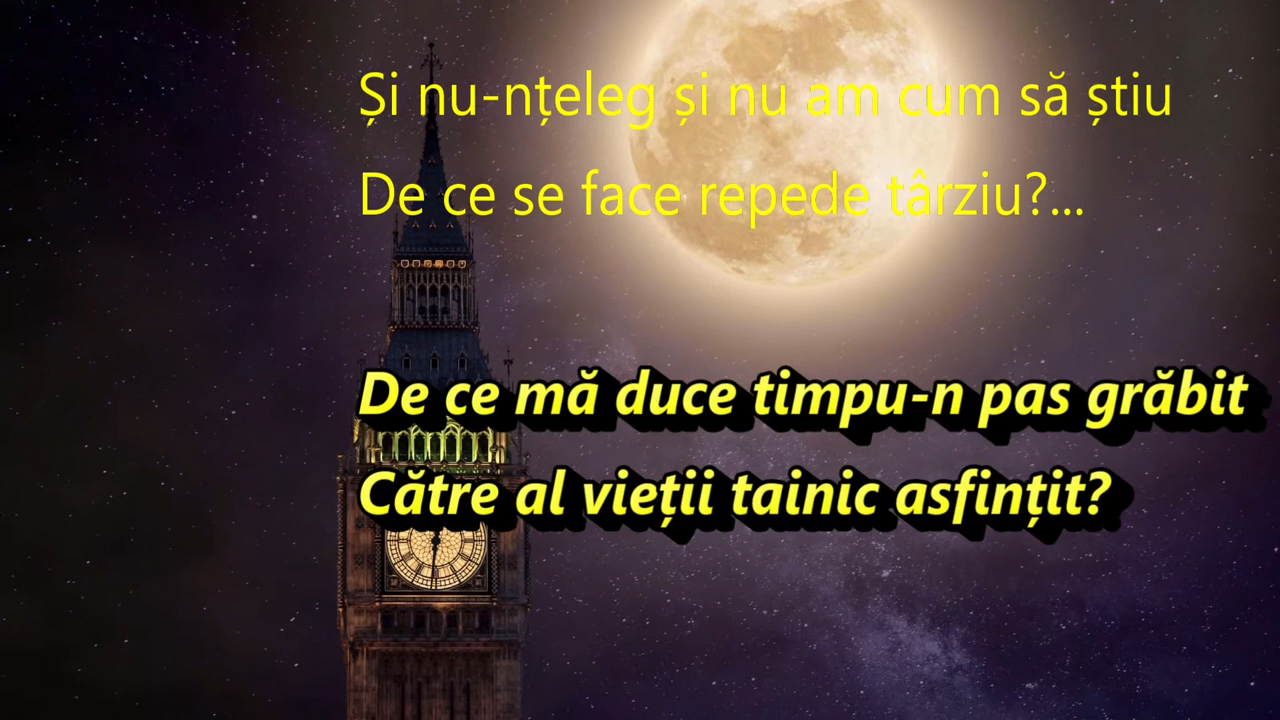 Și nu-nțeleg și nu am cum să știu
De ce se face repede târziu?...
De ce mă duce timpu-n pas grăbit
Către al vieții tainic asfințit?